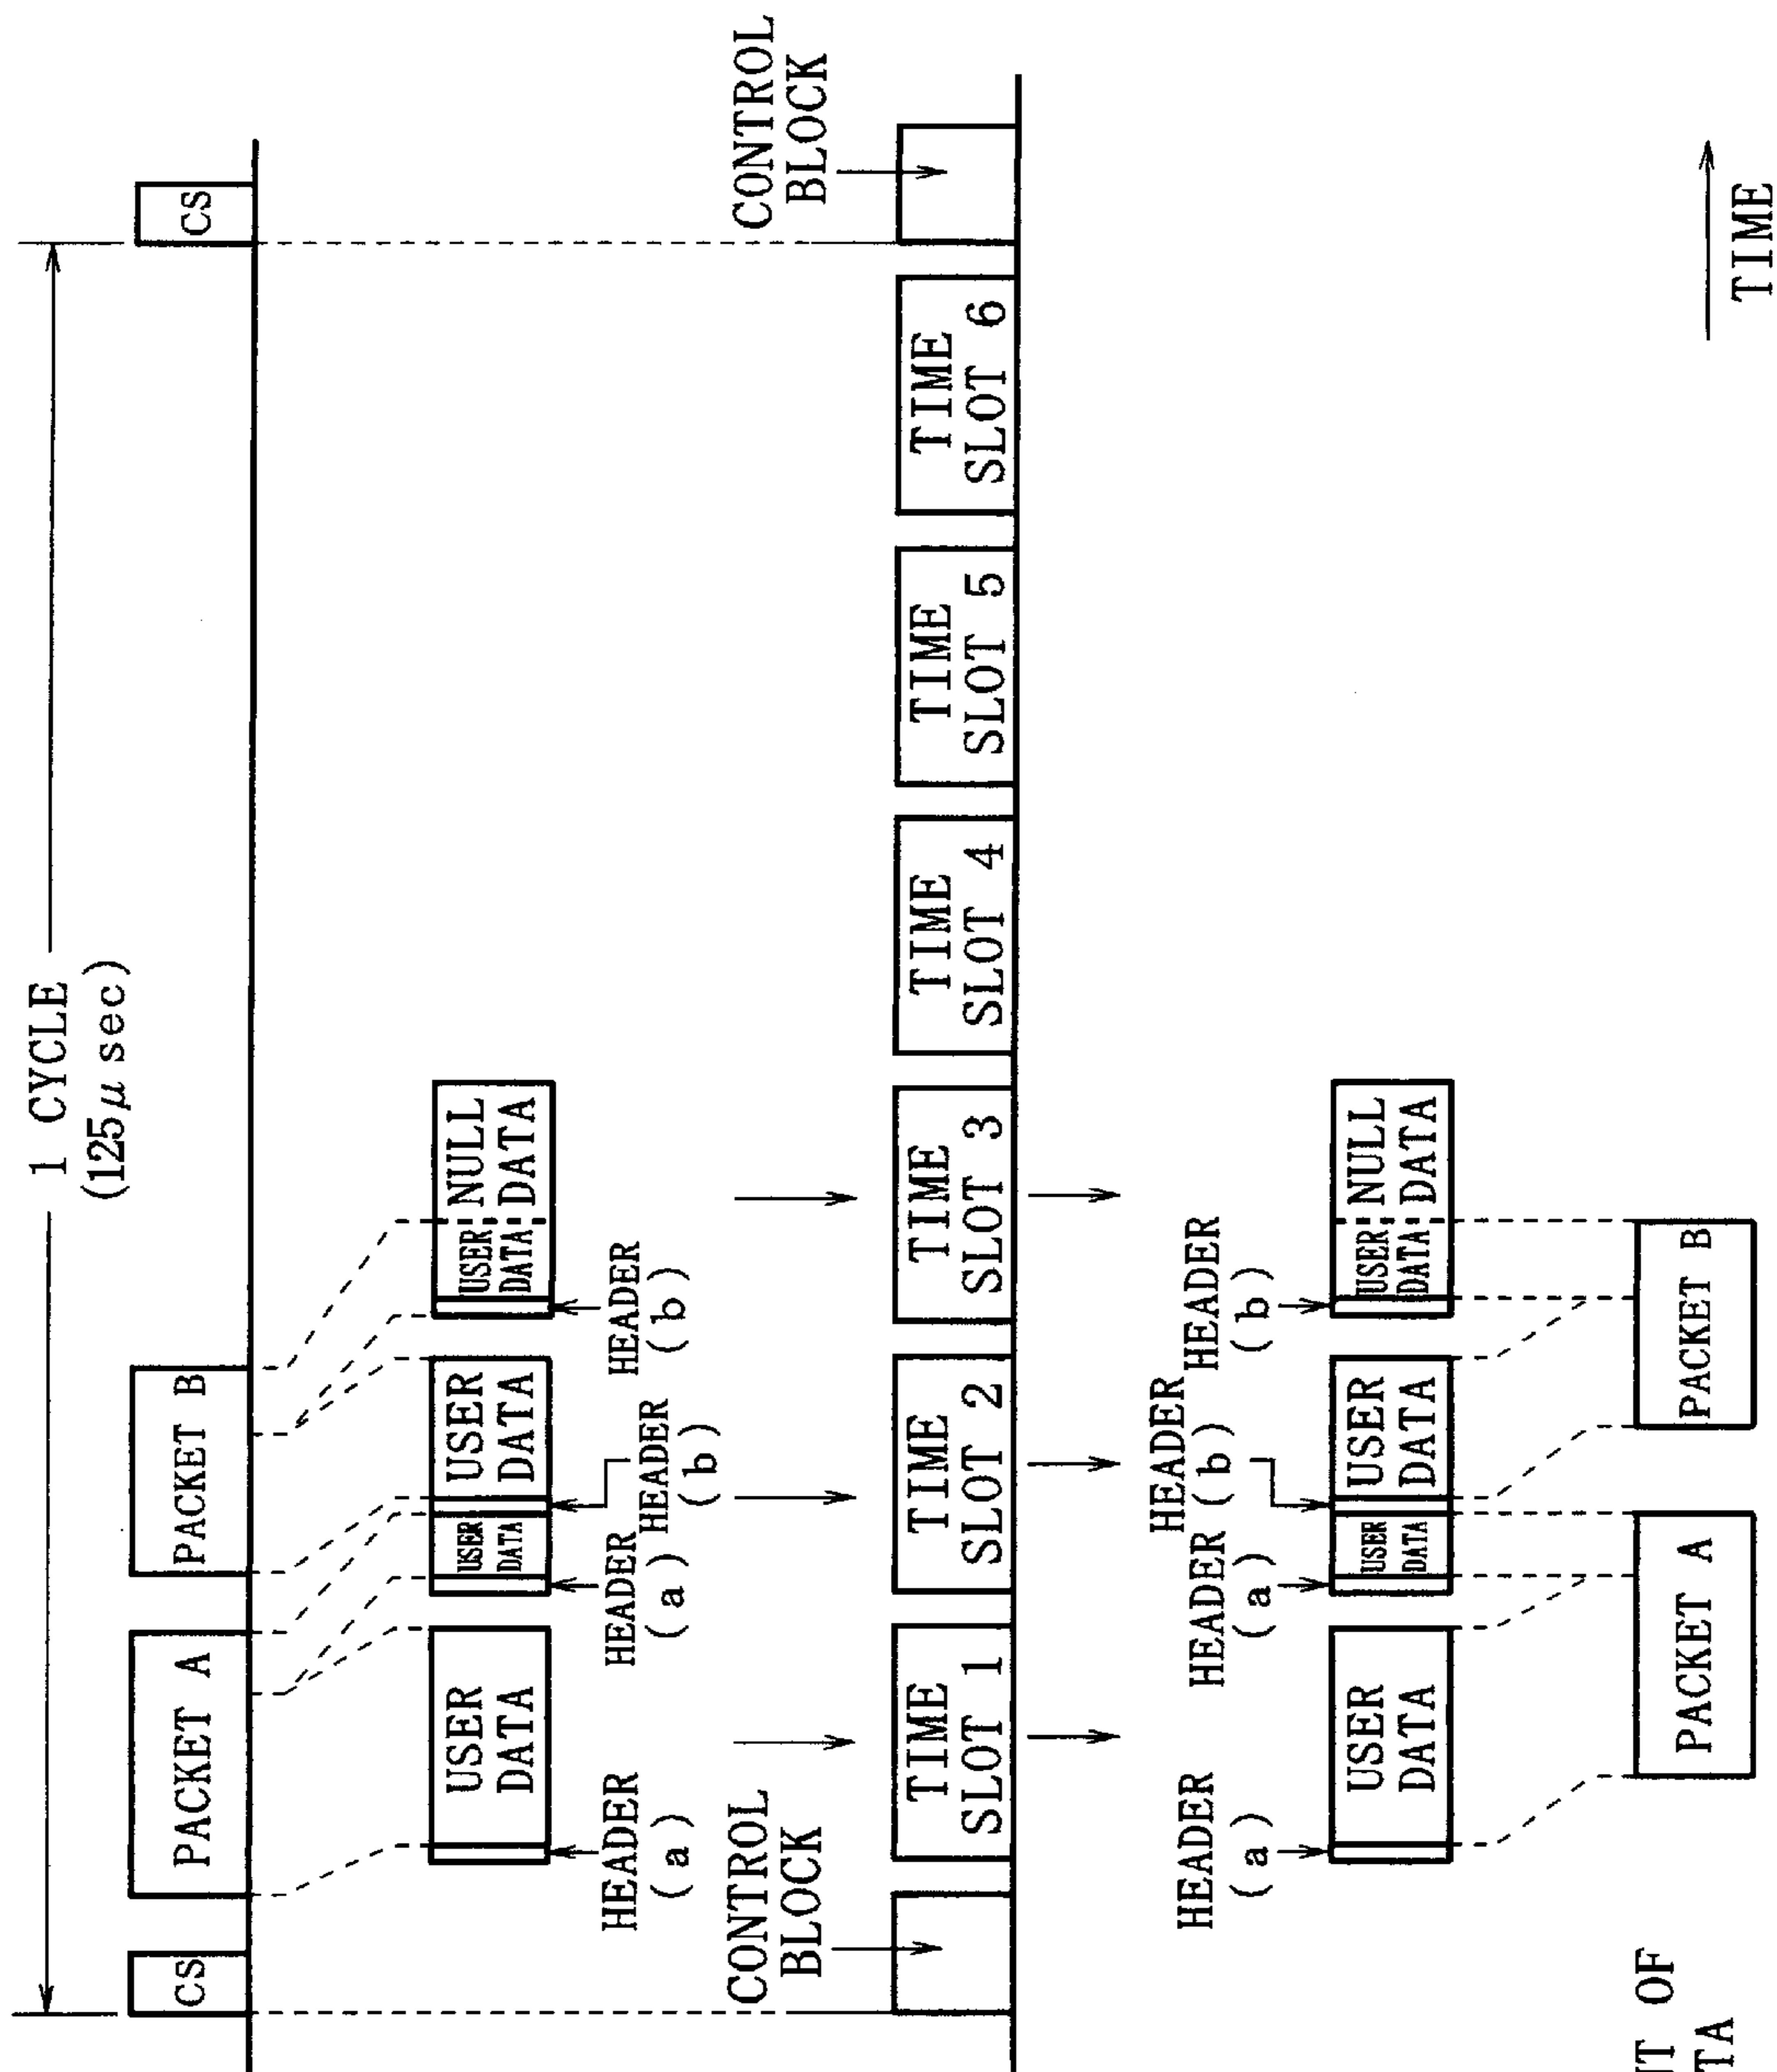 1 CYCLE
(125μsec)
CS
PACKET A
PACKET B
CS
USER
DATA
USER
DATA
USER
DATA
USER
DATA
NULL
DATA
HEADER
(a)
HEADER
(a)
HEADER
(b)
HEADER
(b)
CONTROL
BLOCK
CONTROL
BLOCK
TIME
SLOT 1
TIME
SLOT 2
TIME
SLOT 3
TIME
SLOT 4
TIME
SLOT 5
TIME
SLOT 6
HEADER
(a)
HEADER
(a)
HEADER
(b)
HEADER
(b)
USER
DATA
USER
DATA
USER
DATA
USER
DATA
NULL
DATA
PACKET A
PACKET B
OF
TIME